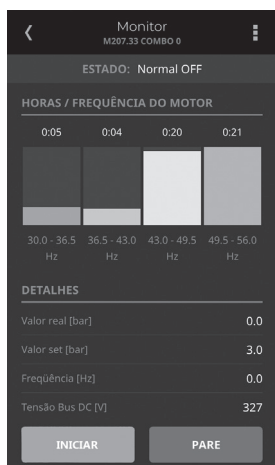 Monitor
M207.33 COMBO 0
ESTADO: Normal OFF
HORAS / FREQUÊNCIA DO MOTOR
0:05 0:04 0:20 0:21
30.0 - 36.5 36.5 - 43.0 43.0 - 49.5 49.5 - 56.0
Hz Hz Hz Hz
DETALHES
Valor real [bar] 0.0
Valor set [bar] 3.0
Freqüência [Hz] 0.0
Tensão Bus DC [V] 327
INICIAR PARE